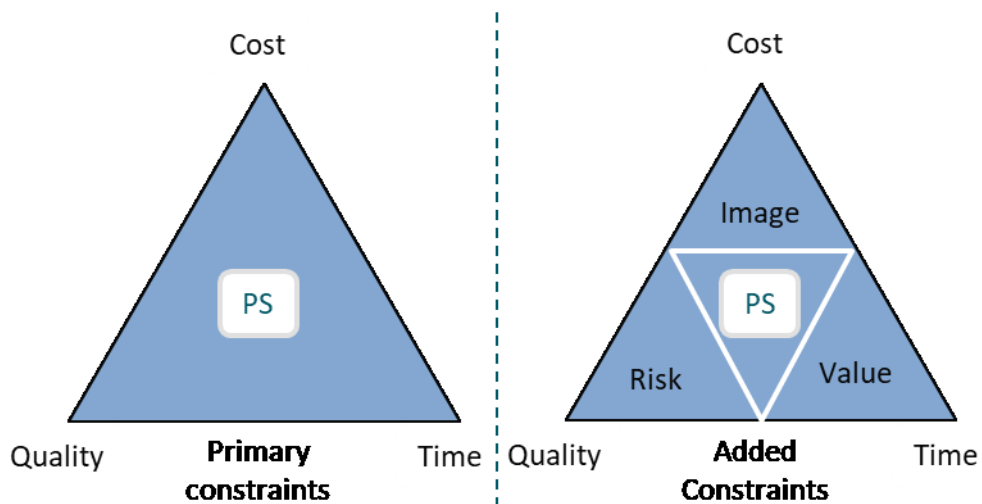 Cost
PS
Quality
Time
Primary
constraints
Cost
Image
PS
Risk
Value
Quality
Time
Added
Constraints